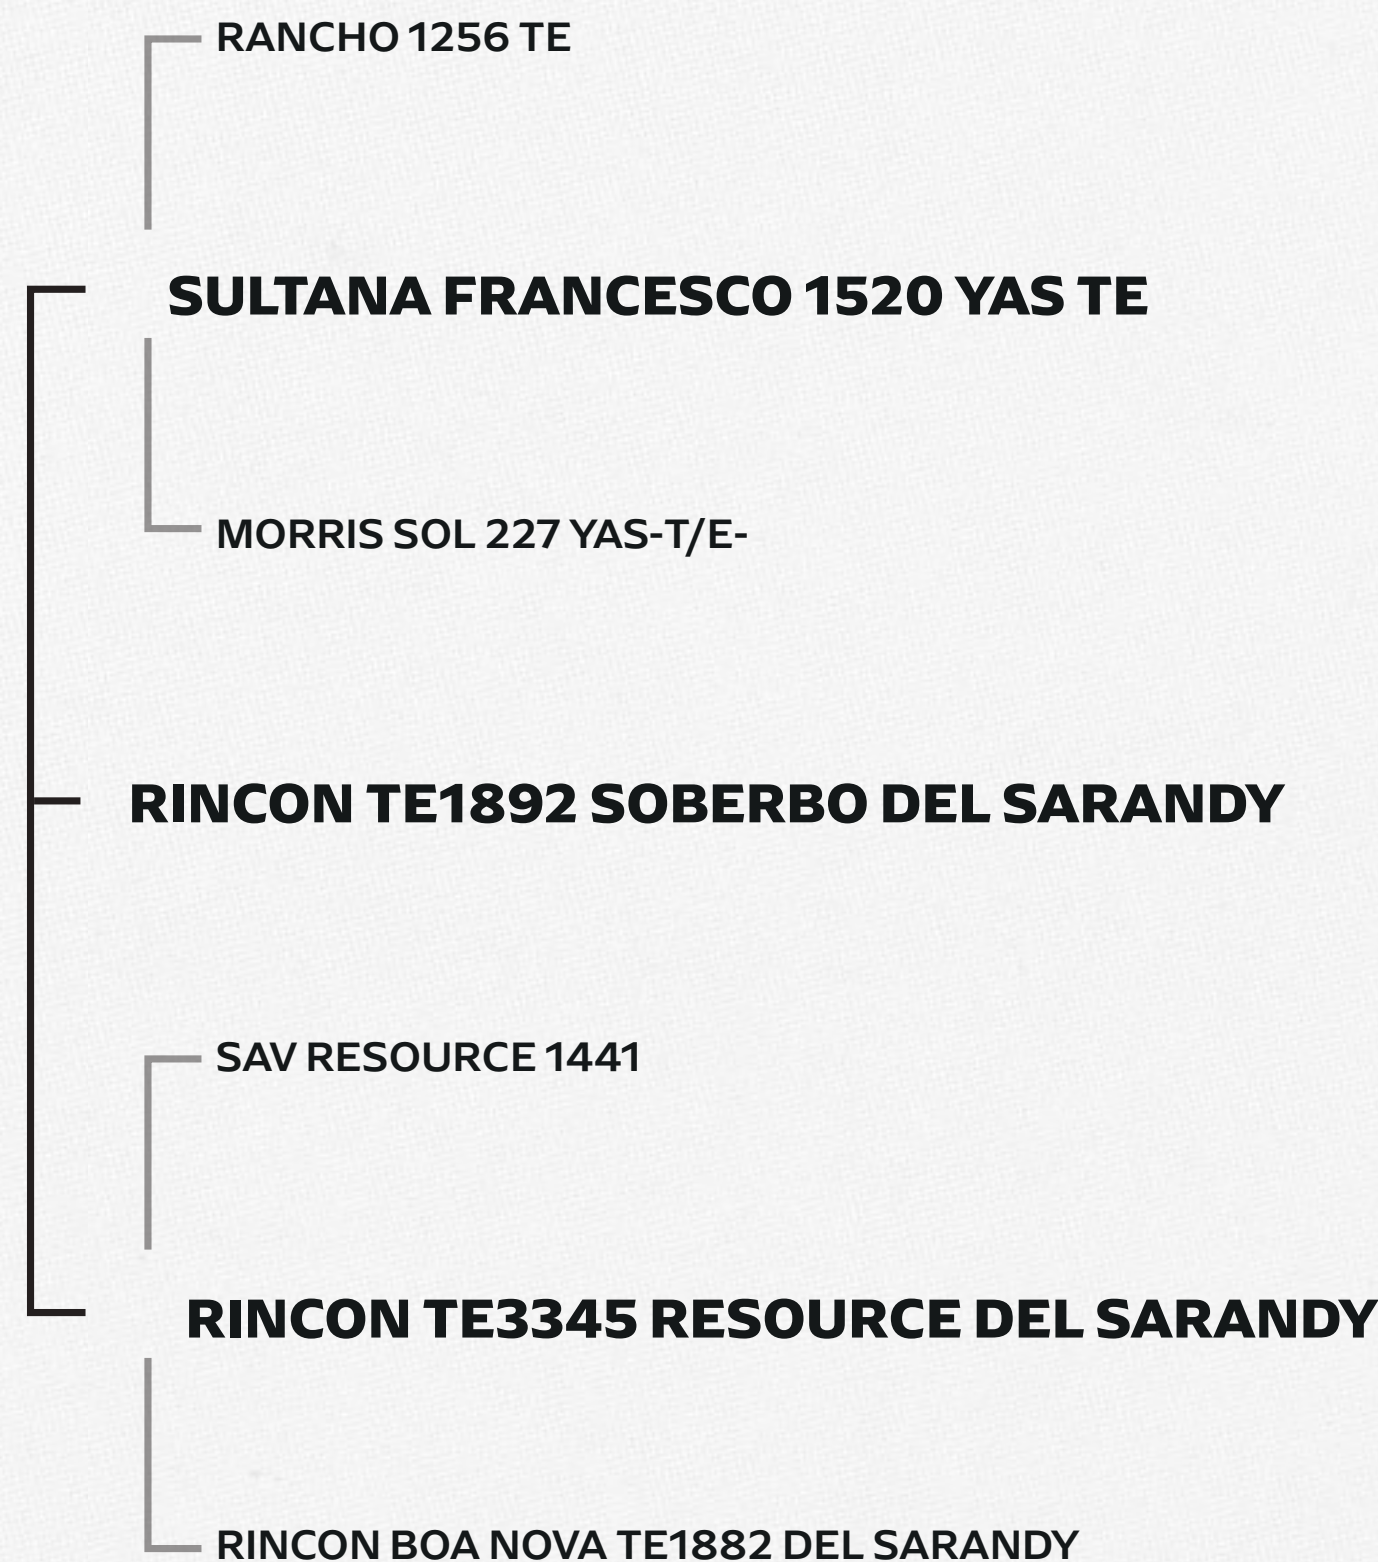 RANCHO 1256 TE
SULTANA FRANCESCO 1520 YAS TE
MORRIS SOL 227 YAS-T/E-
RINCON TE1892 SOBERBO DEL SARANDY
SAV RESOURCE 1441
RINCON TE3345 RESOURCE DEL SARANDY
RINCON BOA NOVA TE1882 DEL SARANDY